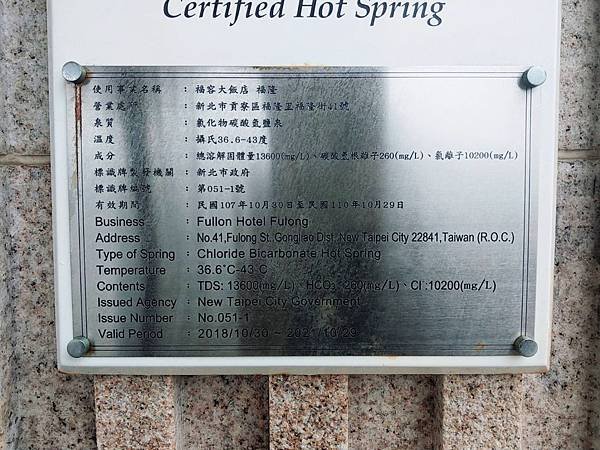 Certified Hot Spring
使用事業名稱 : 福容大飯店 福隆
營業處所 : 新北市貢寮區福隆里福隆街41號
泉質 : 氯化物碳酸氫鹽泉
溫度 : 攝氏36.6-43度
成分 : 總溶解固體量13600(mg/L)、碳酸氫根離子260(mg/L)、氯離子10200(mg/L)
標識牌製發機關 : 新北市政府
標識牌編號 : 第051-1號
有效期間 : 民國107年10月30日至民國110年10月29日
Business : Fullon Hotel Fulong
Address : No.41,Fulong St. Gongliao Dist. New Taipei City 22841,Taiwan (R.O.C.)
Type of Spring : Chloride Bicarbonate Hot Spring
Temperature : 36.6°C-43°C
Contents : TDS: 13600(mg/L)、HCO₃⁻:260(mg/L)、Cl⁻:10200(mg/L)
Issued Agency : New Taipei City Government
Issue Number : No.051-1
Valid Period : 2018/10/30 ~ 2021/10/29